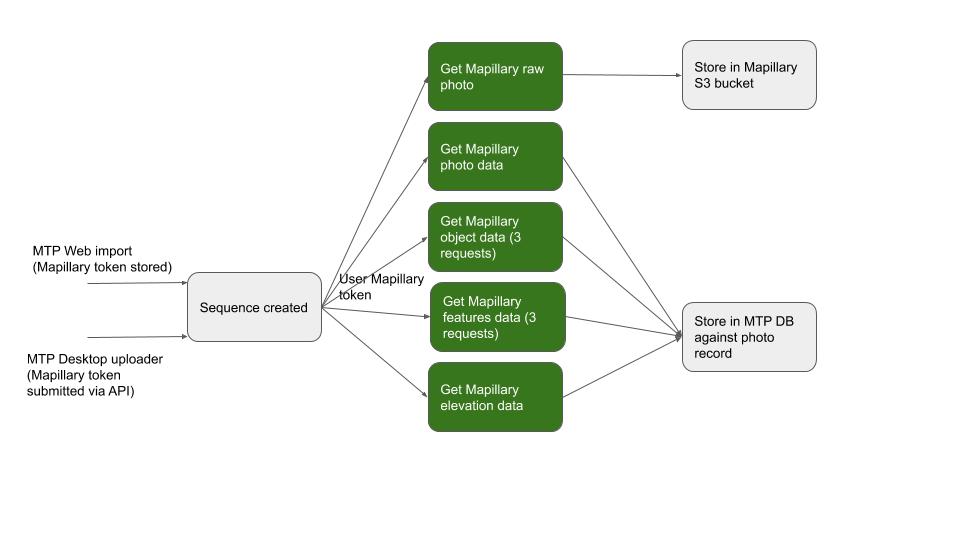 MTP Web import
(Mapillary token stored)
MTP Desktop uploader
(Mapillary token
submitted via API)
Sequence created
User Mapillary
token
Get Mapillary raw
photo
Get Mapillary
photo data
Get Mapillary
object data (3
requests)
Get Mapillary
features data (3
requests)
Get Mapillary
elevation data
Store in Mapillary
S3 bucket
Store in MTP DB
against photo
record